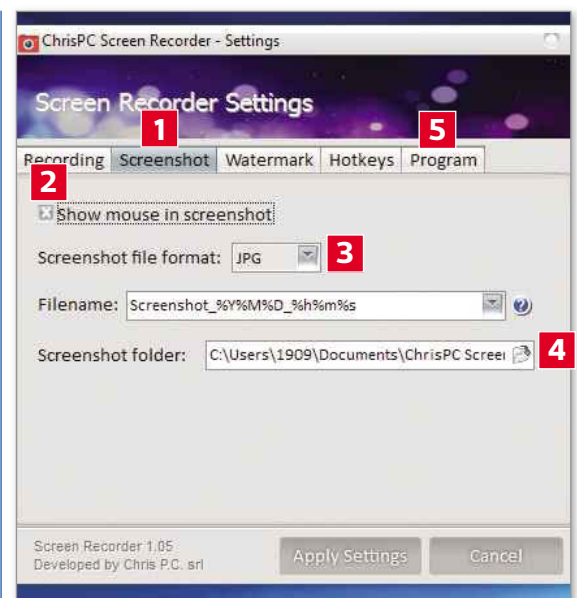 ChrisPC Screen Recorder - Settings
Screen Recorder Settings
1
5
Recording Screenshot Watermark Hotkeys Program
2
Show mouse in screenshot
Screenshot file format: JPG 3
Filename: Screenshot_%Y%M%D_%h%m%s
Screenshot folder: C:\Users\1909\Documents\ChrisPC Screei 4
Screen Recorder 1.05
Developed by Chris P.C. srl
Apply Settings Cancel